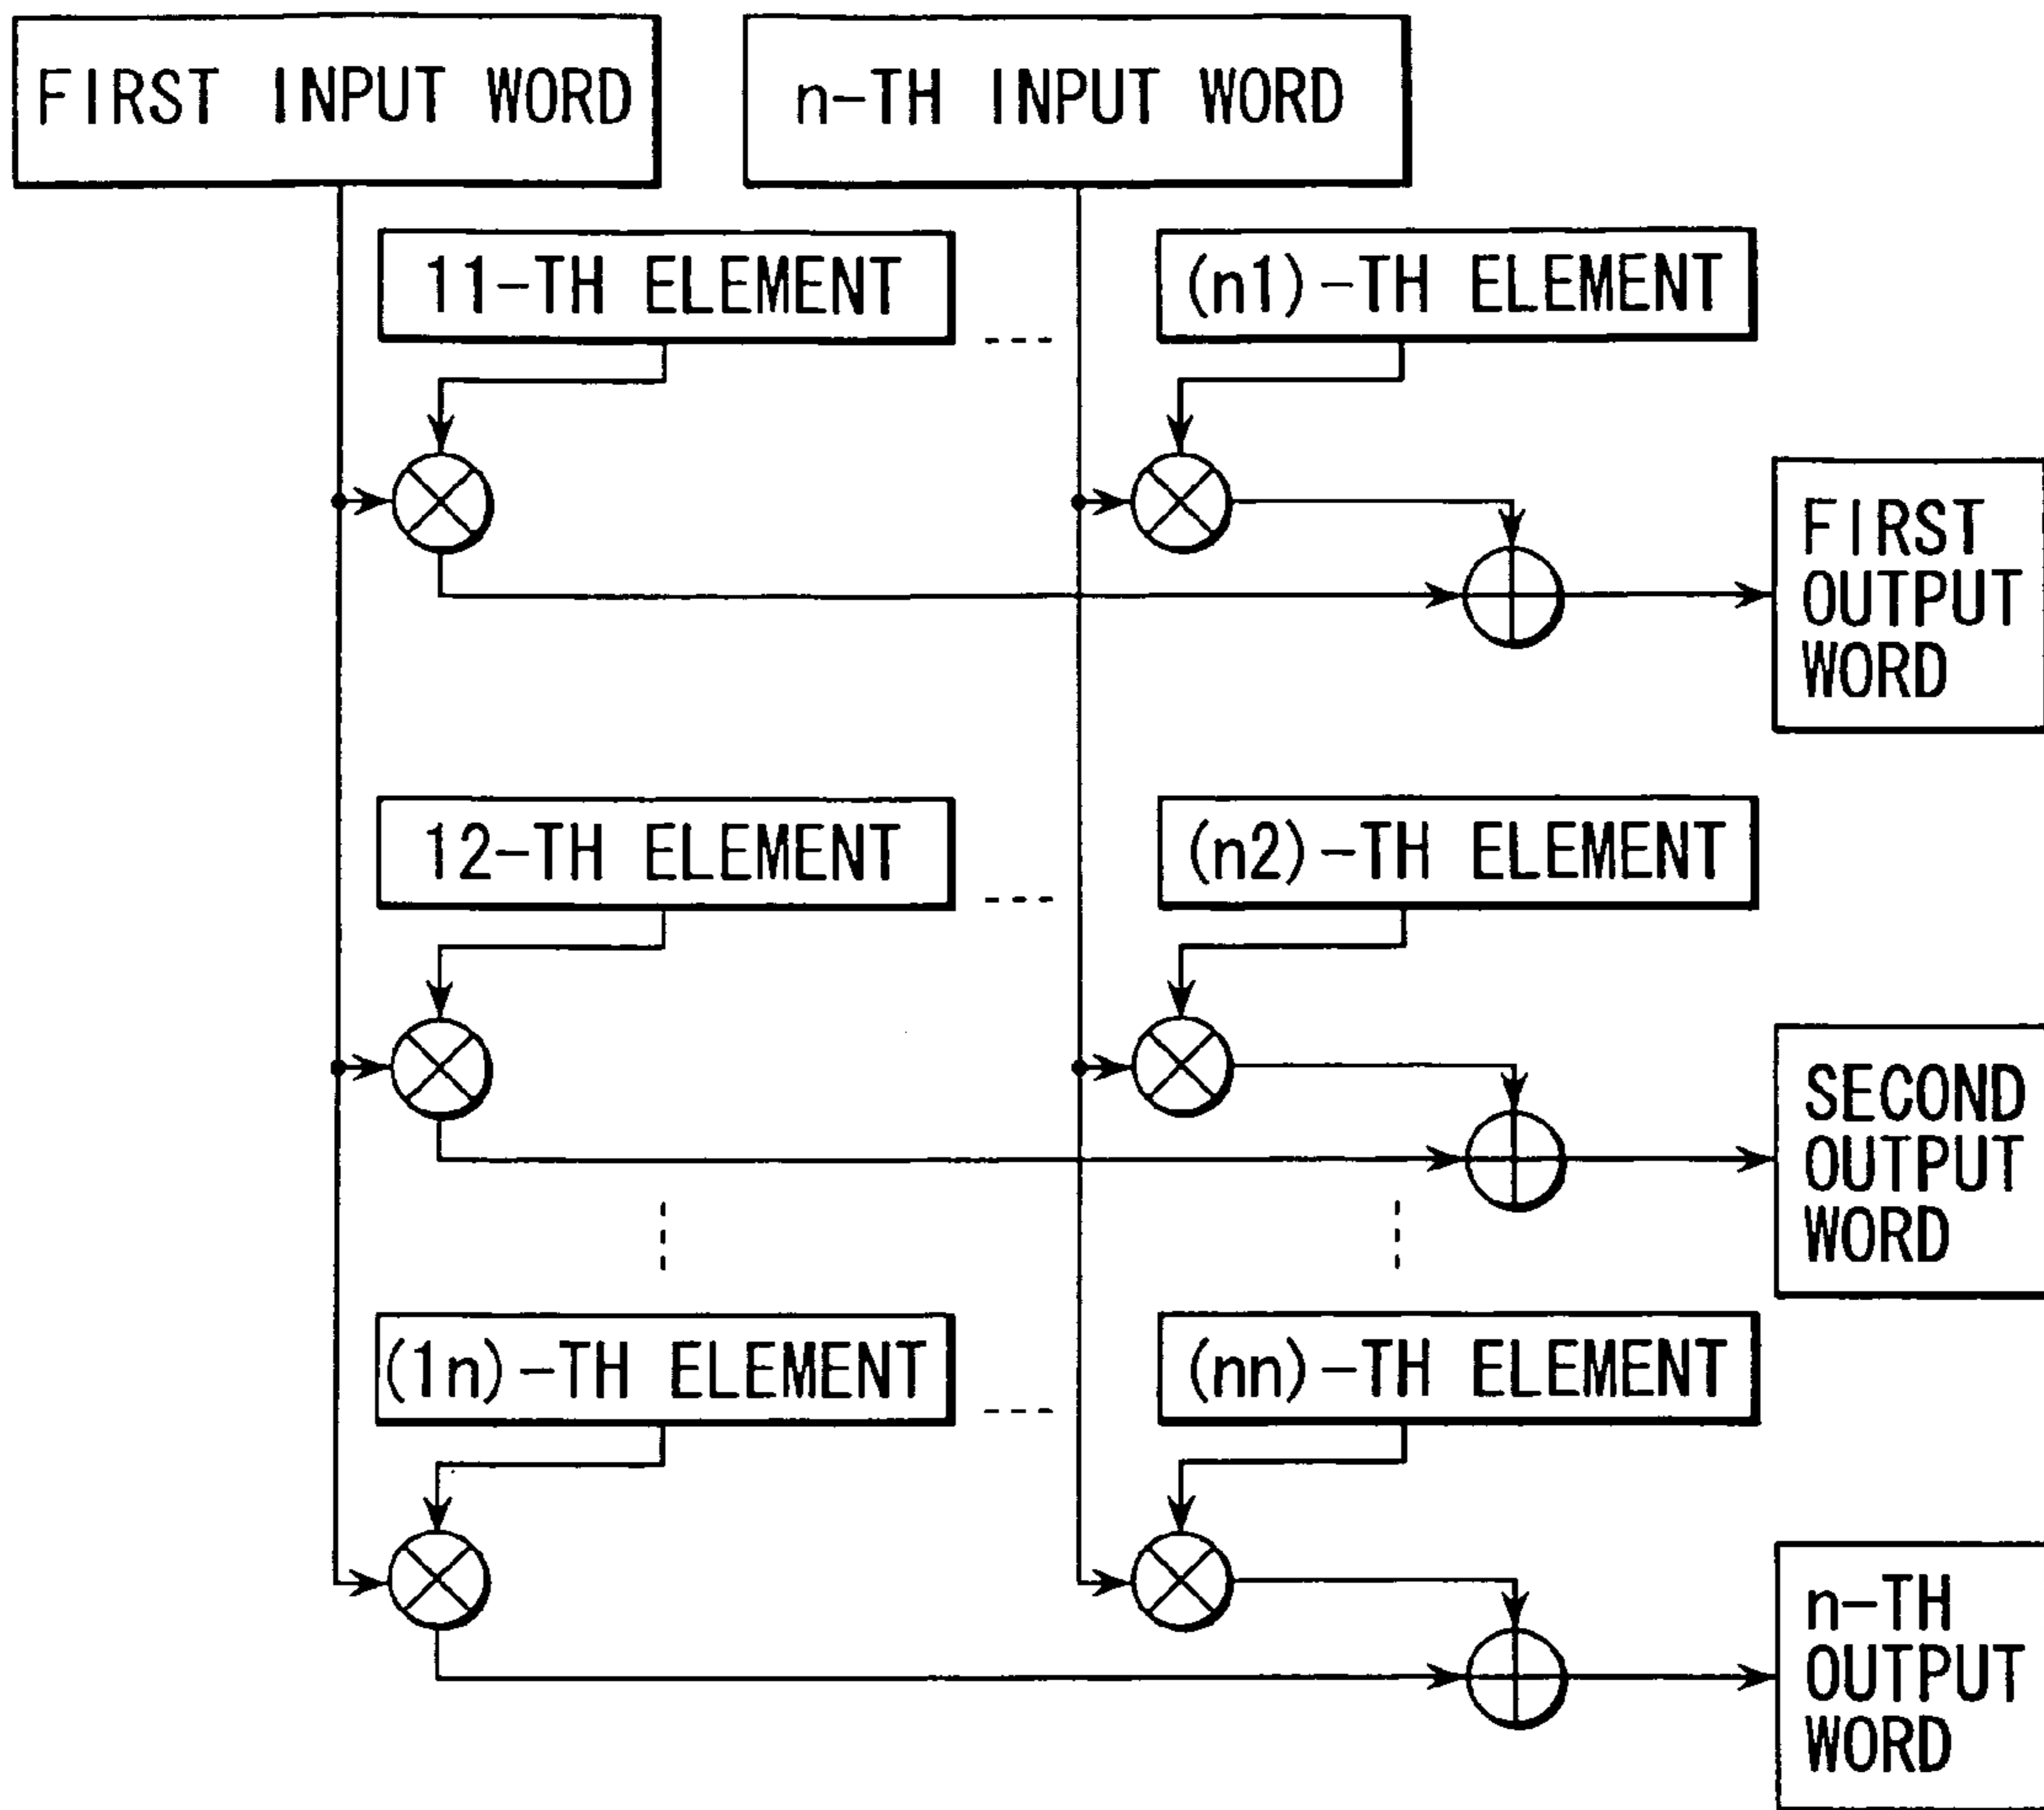 FIRST INPUT WORD
n-TH INPUT WORD
11-TH ELEMENT
(n1)-TH ELEMENT
FIRST
OUTPUT
WORD
12-TH ELEMENT
(n2)-TH ELEMENT
SECOND
OUTPUT
WORD
(1n)-TH ELEMENT
(nn)-TH ELEMENT
n-TH
OUTPUT
WORD